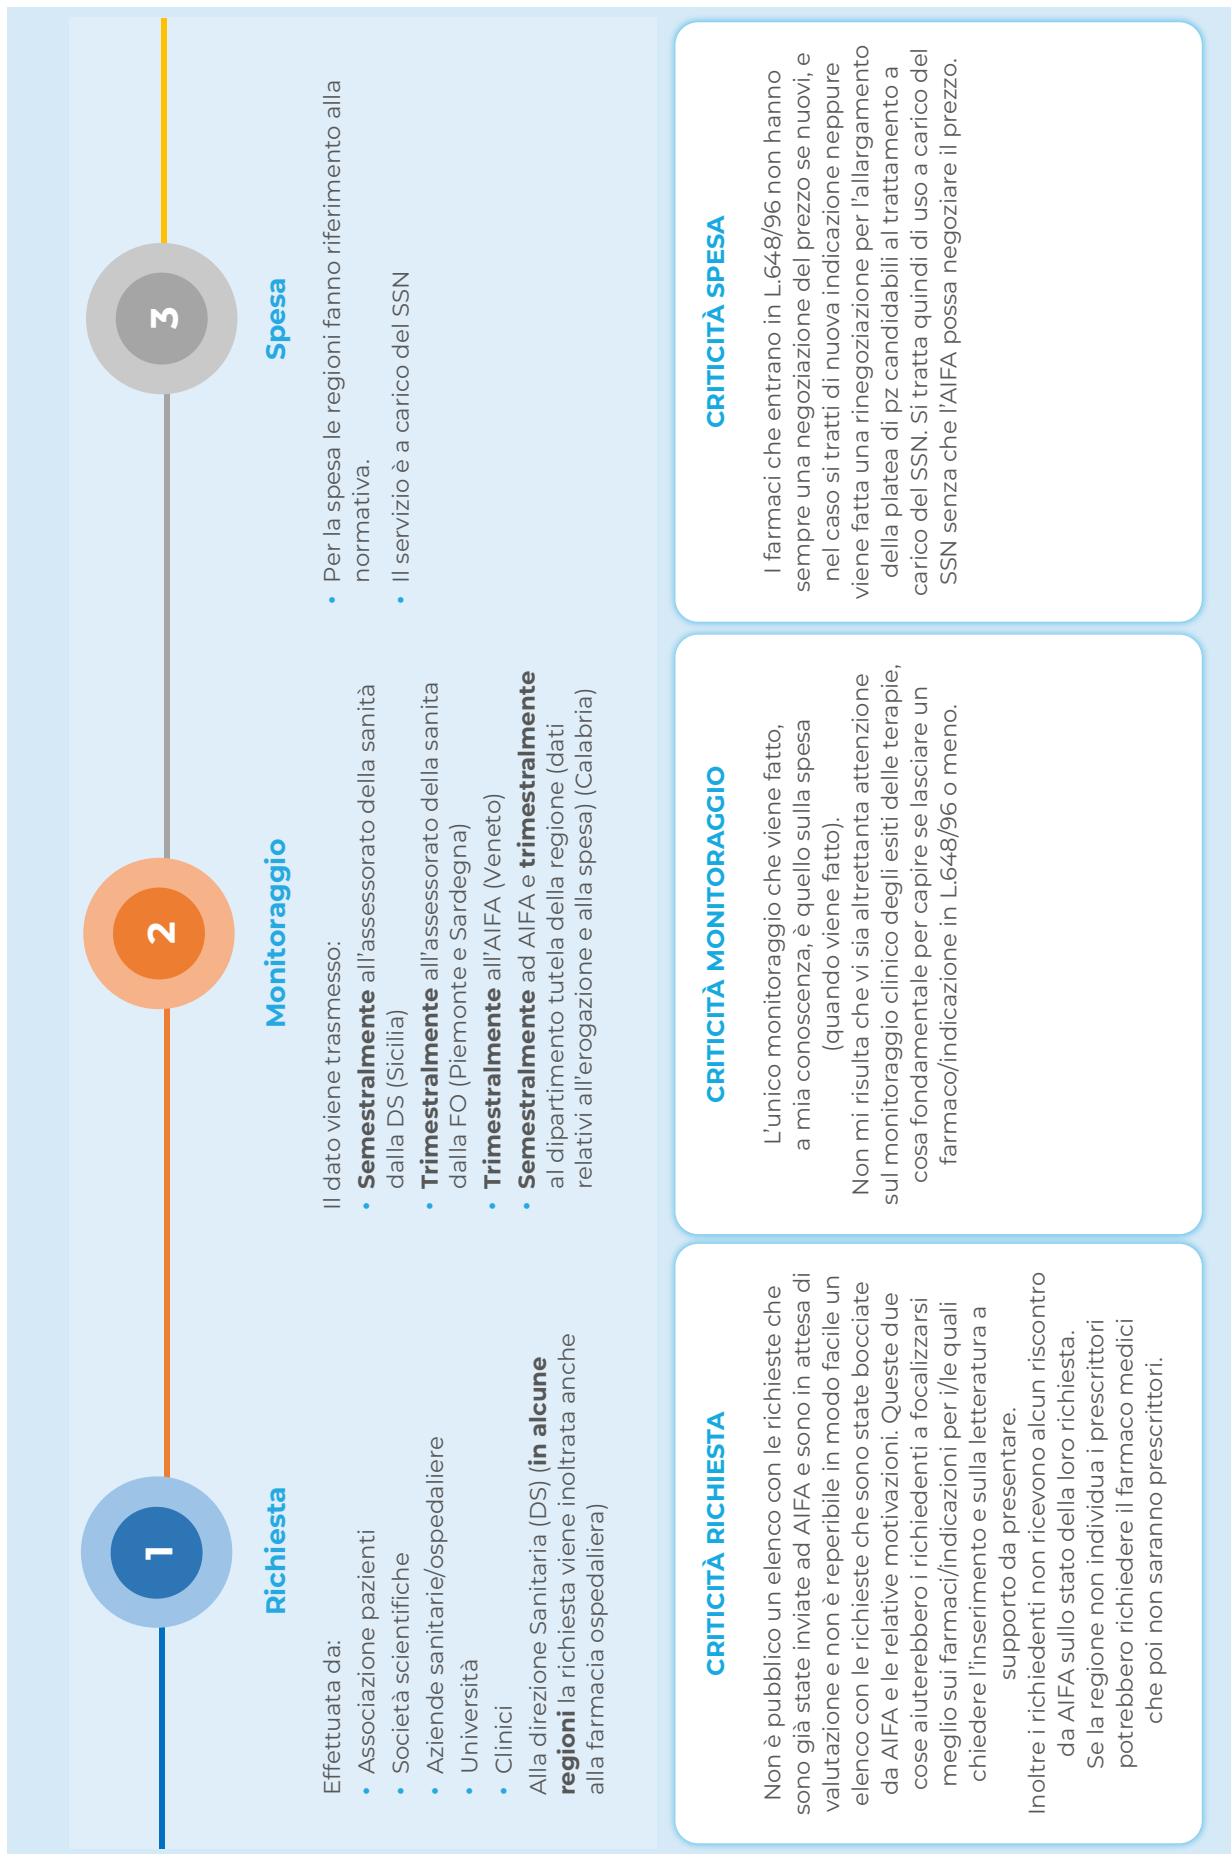 1
Richiesta
Effettuata da:
• Associazione pazienti
• Società scientifiche
• Aziende sanitarie/ospedaliere
• Università
• Clinici
Alla direzione Sanitaria (DS) (in alcune
regioni la richiesta viene inoltrata anche
alla farmacia ospedaliera)
2
Monitoraggio
Il dato viene trasmesso:
• Semestralmente all'assessorato della sanità
dalla DS (Sicilia)
• Trimestralmente all'assessorato della sanita
dalla FO (Piemonte e Sardegna)
• Trimestralmente all'AIFA (Veneto)
• Semestralmente ad AIFA e trimestralmente
al dipartimento tutela della regione (dati
relativi all'erogazione e alla spesa) (Calabria)
3
Spesa
• Per la spesa le regioni fanno riferimento alla
normativa.
• Il servizio è a carico del SSN
CRITICITÀ RICHIESTA
Non è pubblico un elenco con le richieste che
sono già state inviate ad AIFA e sono in attesa di
valutazione e non è reperibile in modo facile un
elenco con le richieste che sono state bocciate
da AIFA e le relative motivazioni. Queste due
cose aiuterebbero i richiedenti a focalizzarsi
meglio sui farmaci/indicazioni per i/le quali
chiedere l'inserimento e sulla letteratura a
supporto da presentare.
Inoltre i richiedenti non ricevono alcun riscontro
da AIFA sullo stato della loro richiesta.
Se la regione non individua i prescrittori
potrebbero richiedere il farmaco medici
che poi non saranno prescrittori.
CRITICITÀ MONITORAGGIO
L'unico monitoraggio che viene fatto,
a mia conoscenza, è quello sulla spesa
(quando viene fatto).
Non mi risulta che vi sia altrettanta attenzione
sul monitoraggio clinico degli esiti delle terapie,
cosa fondamentale per capire se lasciare un
farmaco/indicazione in L.648/96 o meno.
CRITICITÀ SPESA
I farmaci che entrano in L.648/96 non hanno
sempre una negoziazione del prezzo se nuovi, e
nel caso si tratti di nuova indicazione neppure
viene fatta una rinegoziazione per l'allargamento
della platea di pz candidabili al trattamento a
carico del SSN. Si tratta quindi di uso a carico del
SSN senza che l'AIFA possa negoziare il prezzo.